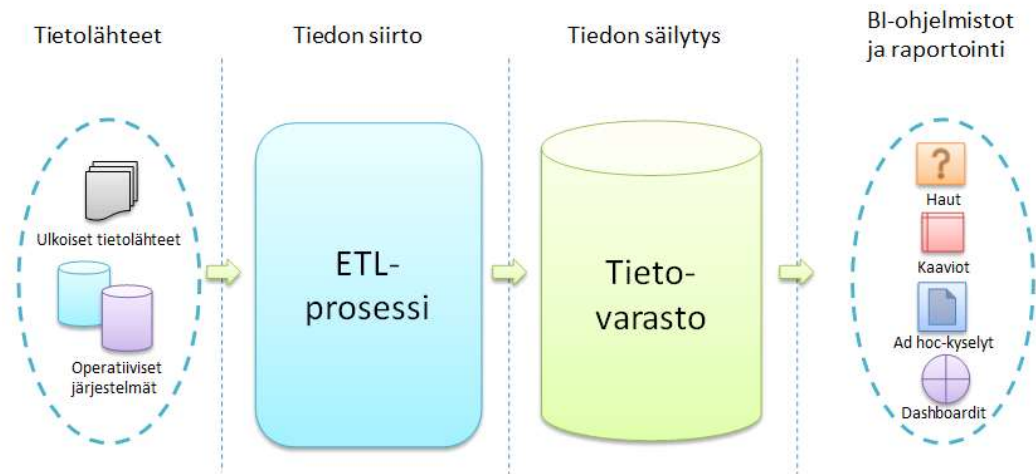 Tietolähteet
Tiedon siirto
Tiedon säilytys
BI-ohjelmistot
ja raportointi
Ulkoiset tietolähteet
Operatiiviset
järjestelmät
ETL-
prosessi
Tieto-
varasto
?
Haut
Kaaviot
Ad hoc-kyselyt
Dashboardit